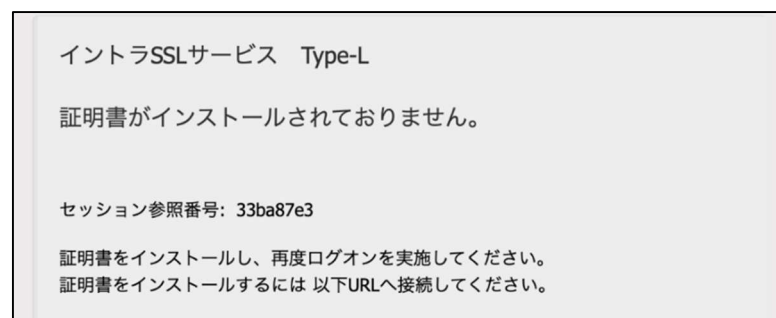 イントラSSLサービス　Type-L
証明書がインストールされておりません。
セッション参照番号: 33ba87e3
証明書をインストールし、再度ログオンを実施してください。
証明書をインストールするには 以下URLへ接続してください。